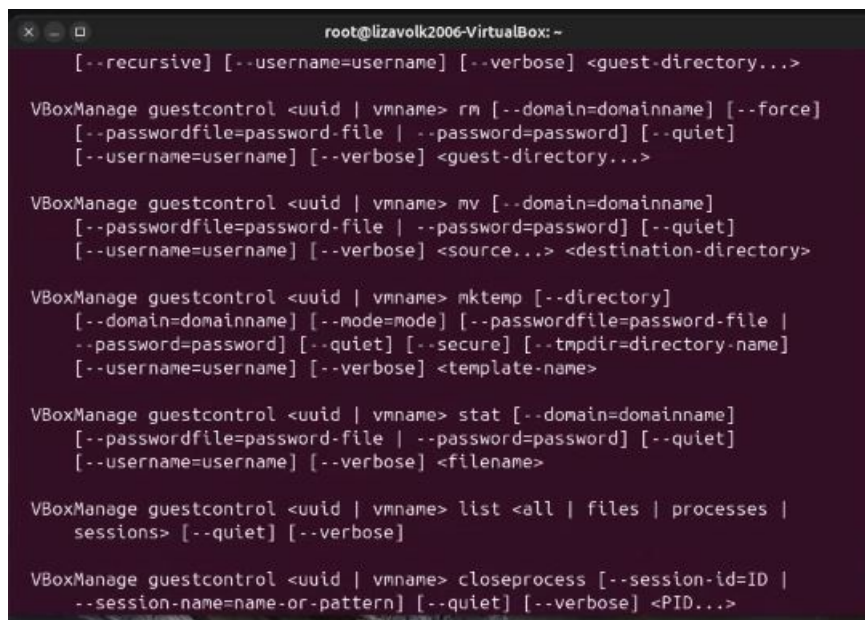 root@lizavolk2006-VirtualBox: ~
[--recursive] [--username=username] [--verbose] <guest-directory...>
VBoxManage guestcontrol <uuid | vmname> rm [--domain=domainname] [--force]
[--passwordfile=password-file | --password=password] [--quiet]
[--username=username] [--verbose] <guest-directory...>
VBoxManage guestcontrol <uuid | vmname> mv [--domain=domainname]
[--passwordfile=password-file | --password=password] [--quiet]
[--username=username] [--verbose] <source...> <destination-directory>
VBoxManage guestcontrol <uuid | vmname> mktemp [--directory]
[--domain=domainname] [--mode=mode] [--passwordfile=password-file |
--password=password] [--quiet] [--secure] [--tmpdir=directory-name]
[--username=username] [--verbose] <template-name>
VBoxManage guestcontrol <uuid | vmname> stat [--domain=domainname]
[--passwordfile=password-file | --password=password] [--quiet]
[--username=username] [--verbose] <filename>
VBoxManage guestcontrol <uuid | vmname> list <all | files | processes |
sessions> [--quiet] [--verbose]
VBoxManage guestcontrol <uuid | vmname> closeprocess [--session-id=ID |
--session-name=name-or-pattern] [--quiet] [--verbose] <PID...>